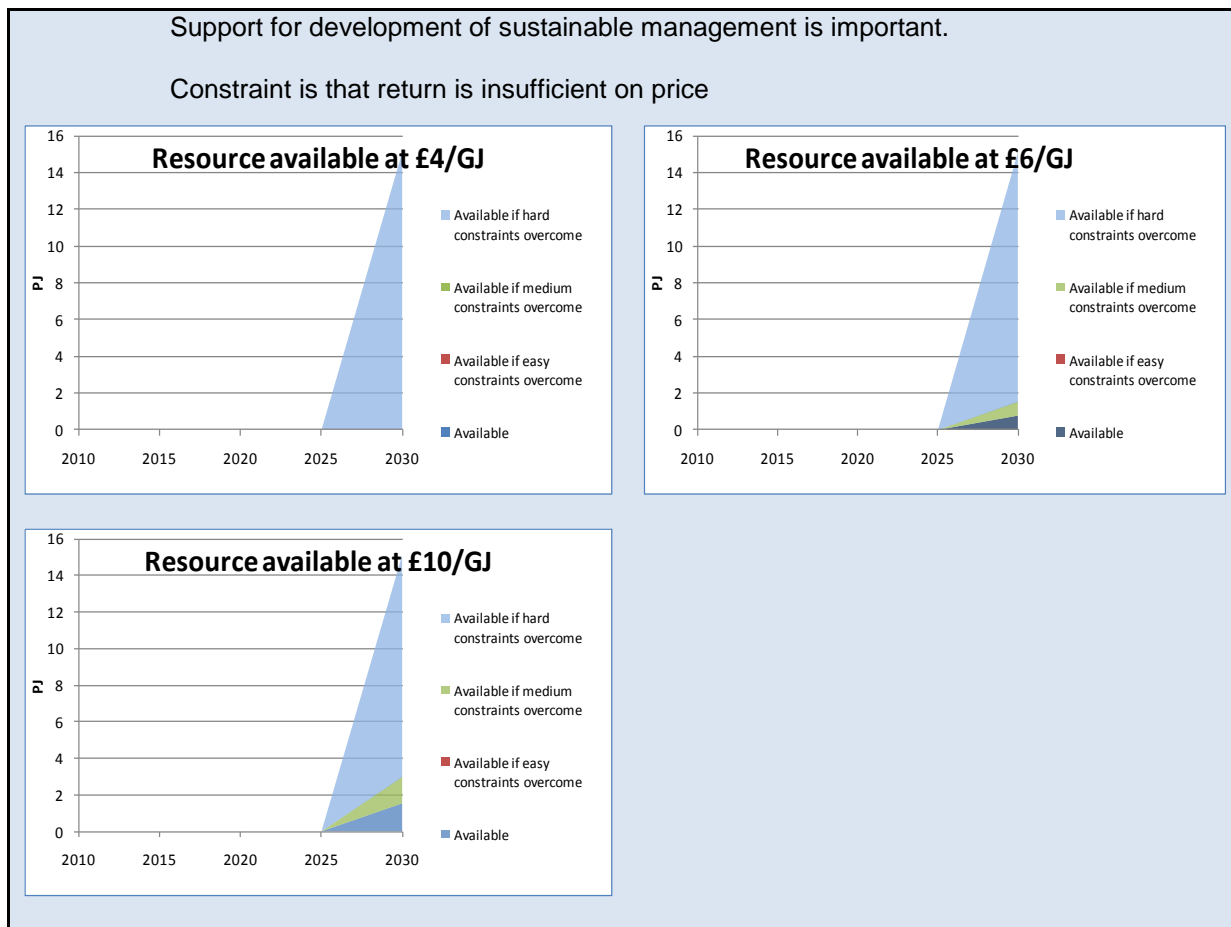 Support for development of sustainable management is important.
Constraint is that return is insufficient on price
Resource available at £4/GJ
16
14
12
10
8
6
4
2
0
PJ
2010 2015 2020 2025 2030
Available if hard
constraints overcome
Available if medium
constraints overcome
Available if easy
constraints overcome
Available
Resource available at £6/GJ
16
14
12
10
8
6
4
2
0
PJ
2010 2015 2020 2025 2030
Available if hard
constraints overcome
Available if medium
constraints overcome
Available if easy
constraints overcome
Available
Resource available at £10/GJ
16
14
12
10
8
6
4
2
0
PJ
2010 2015 2020 2025 2030
Available if hard
constraints overcome
Available if medium
constraints overcome
Available if easy
constraints overcome
Available